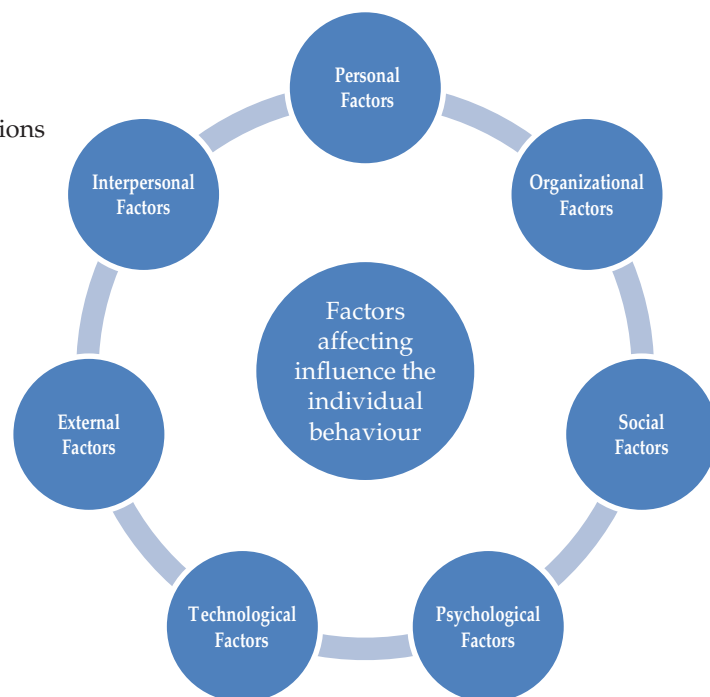 ions
Personal
Factors
Organizational
Factors
Social
Factors
Psychological
Factors
Technological
Factors
External
Factors
Interpersonal
Factors
Factors
affecting
influence the
individual
behaviour